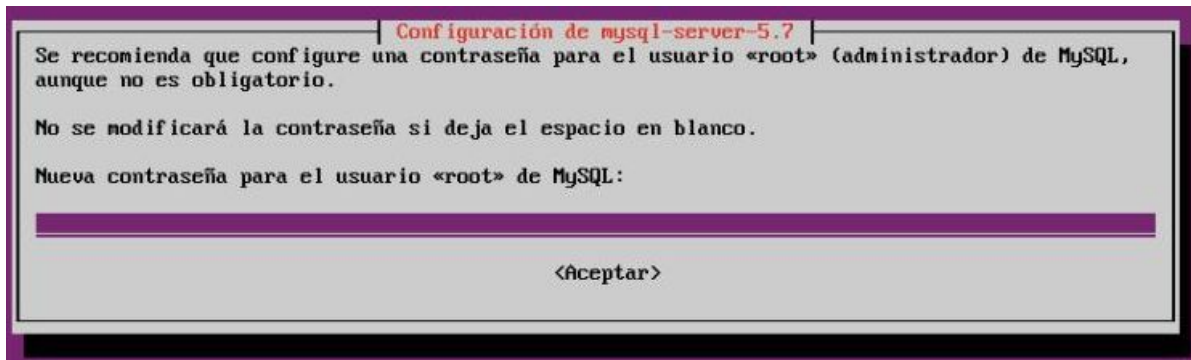 Configuración de mysql-server-5.7
Se recomienda que configure una contraseña para el usuario «root» (administrador) de MySQL,
aunque no es obligatorio.
No se modificará la contraseña si deja el espacio en blanco.
Nueva contraseña para el usuario «root» de MySQL:
<Aceptar>